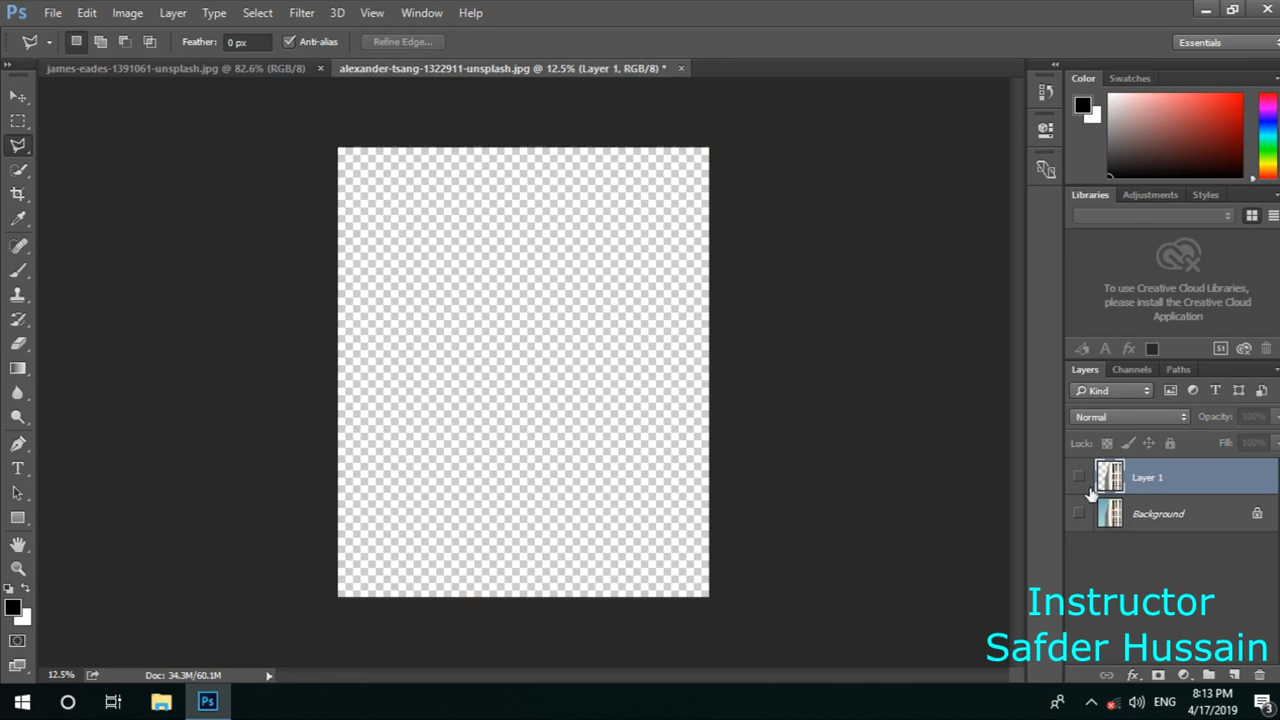 Ps File Edit Image Layer Type Select Filter 3D View Window Help
Feather: 0 px Anti-alias Refine Edge... Essentials
james-eades-1391061-unsplash.jpg @ 82.6% (RGB/8) × alexander-tsang-1322911-unsplash.jpg @ 12.5% (Layer 1, RGB/8) * ×
Color Swatches
Libraries Adjustments Styles
To use Creative Cloud Libraries,
please install the Creative Cloud
Application
Layers Channels Paths
Kind
Normal Opacity: 100%
Lock: Fill: 100%
Layer 1
Background
Instructor
Safder Hussain
12.5% Doc: 34.3M/60.1M
Ps ENG 8:13 PM
4/17/2019 3